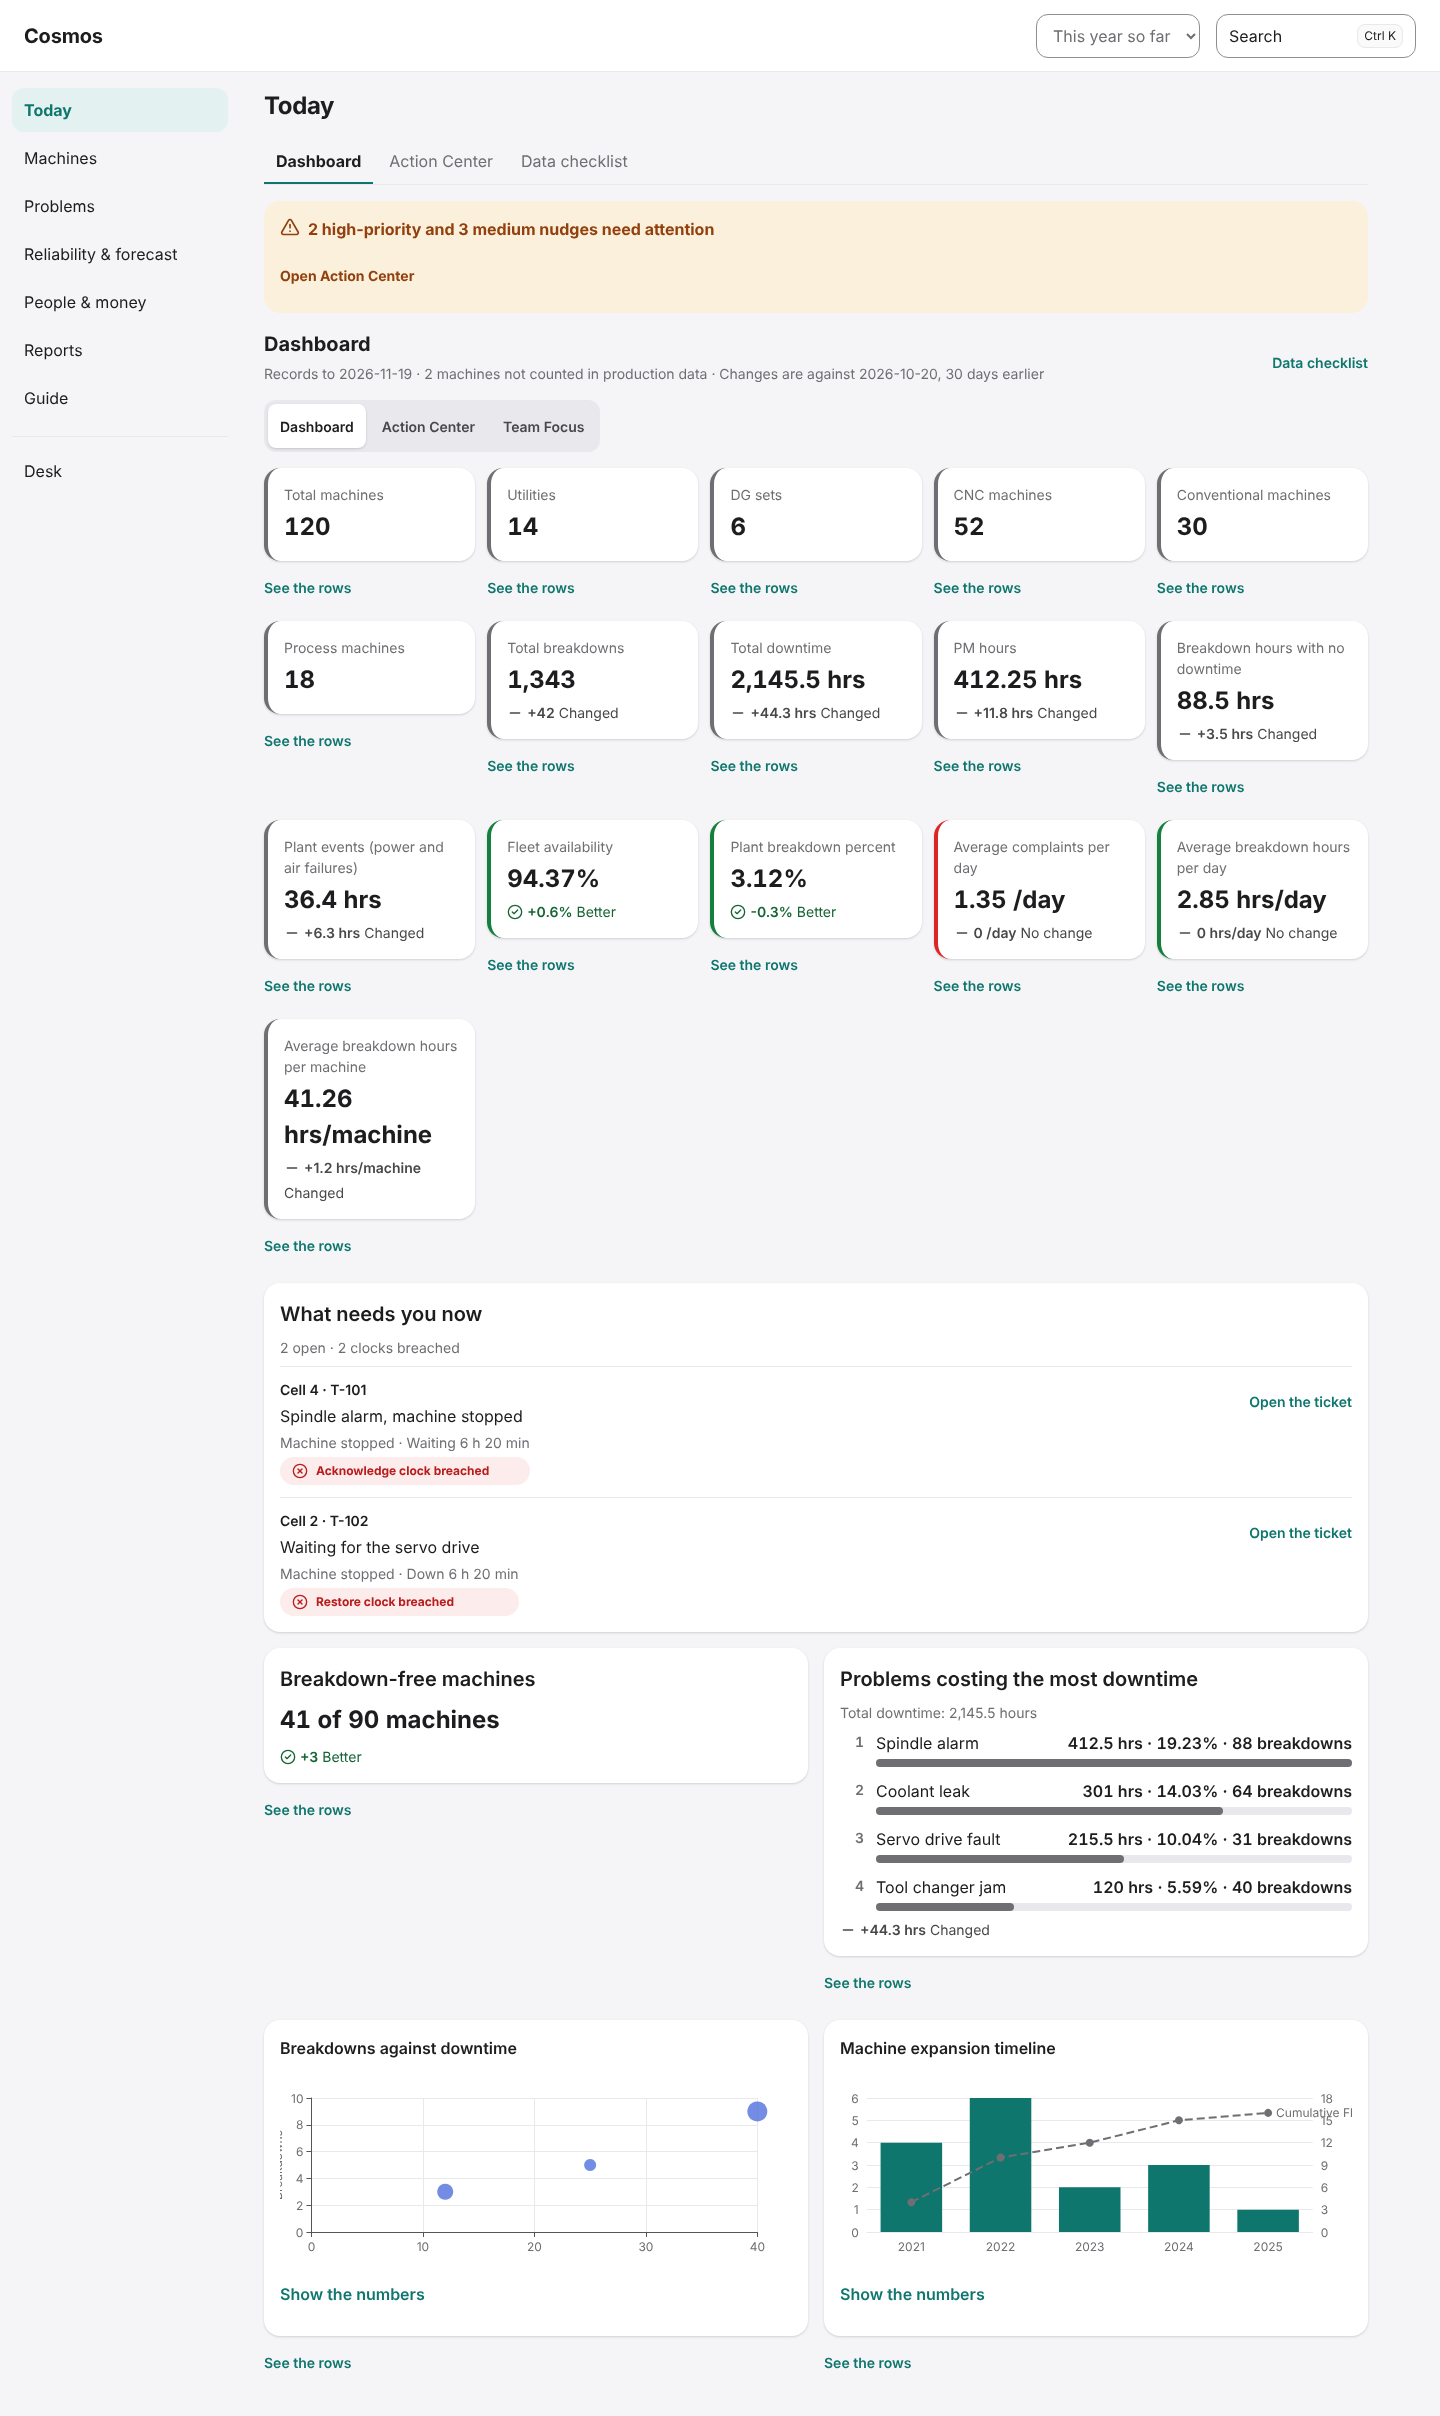 Cosmos
This year so far
Search
Ctrl K
Today
Machines
Problems
Reliability & forecast
People & money
Reports
Guide
Desk
Today
Dashboard
Action Center
Data checklist
2 high-priority and 3 medium nudges need attention
Open Action Center
Dashboard
Records to 2026-11-19 · 2 machines not counted in production data · Changes are against 2026-10-20, 30 days earlier
Data checklist
Dashboard
Action Center
Team Focus
Total machines
120
See the rows
Utilities
14
See the rows
DG sets
6
See the rows
CNC machines
52
See the rows
Conventional machines
30
See the rows
Process machines
18
See the rows
Total breakdowns
1,343
— +42 Changed
See the rows
Total downtime
2,145.5 hrs
— +44.3 hrs Changed
See the rows
PM hours
412.25 hrs
— +11.8 hrs Changed
See the rows
Breakdown hours with no
downtime
88.5 hrs
— +3.5 hrs Changed
See the rows
Plant events (power and
air failures)
36.4 hrs
— +6.3 hrs Changed
See the rows
Fleet availability
94.37%
+0.6% Better
See the rows
Plant breakdown percent
3.12%
-0.3% Better
See the rows
Average complaints per
day
1.35 /day
— 0 /day No change
See the rows
Average breakdown hours
per day
2.85 hrs/day
— 0 hrs/day No change
See the rows
Average breakdown hours
per machine
41.26
hrs/machine
— +1.2 hrs/machine
Changed
See the rows
What needs you now
2 open · 2 clocks breached
Cell 4 · T-101
Spindle alarm, machine stopped
Machine stopped · Waiting 6 h 20 min
Acknowledge clock breached
Open the ticket
Cell 2 · T-102
Waiting for the servo drive
Machine stopped · Down 6 h 20 min
Restore clock breached
Open the ticket
Breakdown-free machines
41 of 90 machines
+3 Better
See the rows
Problems costing the most downtime
Total downtime: 2,145.5 hours
1 Spindle alarm 412.5 hrs · 19.23% · 88 breakdowns
2 Coolant leak 301 hrs · 14.03% · 64 breakdowns
3 Servo drive fault 215.5 hrs · 10.04% · 31 breakdowns
4 Tool changer jam 120 hrs · 5.59% · 40 breakdowns
— +44.3 hrs Changed
See the rows
Breakdowns against downtime
10
8
6
4
2
0
0 10 20 30 40
Show the numbers
See the rows
Machine expansion timeline
6
5
4
3
2
1
0
18
15
12
9
6
3
0
Cumulative Fl
2021 2022 2023 2024 2025
Show the numbers
See the rows